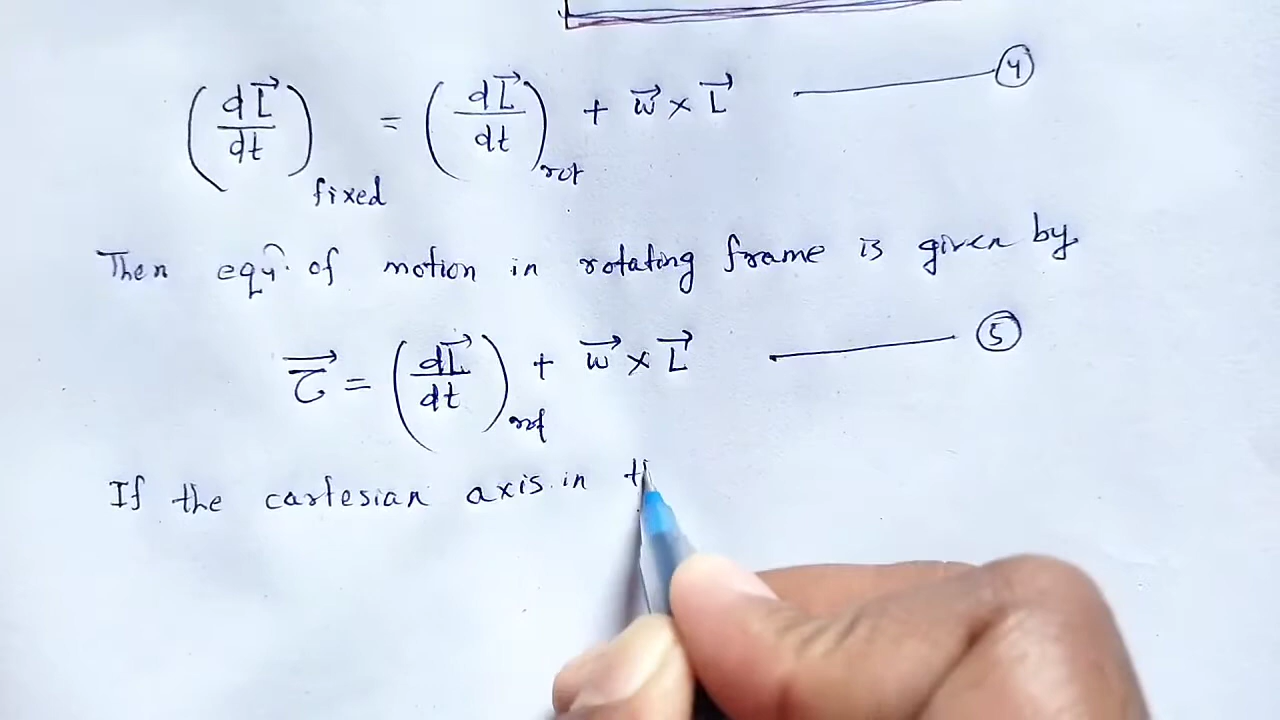 (dL⃗/dt)fixed = (dL⃗/dt)rot + w⃗ × L⃗ —— ④
Then eqn. of motion in rotating frame is given by
τ⃗ = (dL⃗/dt)rot + w⃗ × L⃗ —— ⑤
If the cartesian axis in